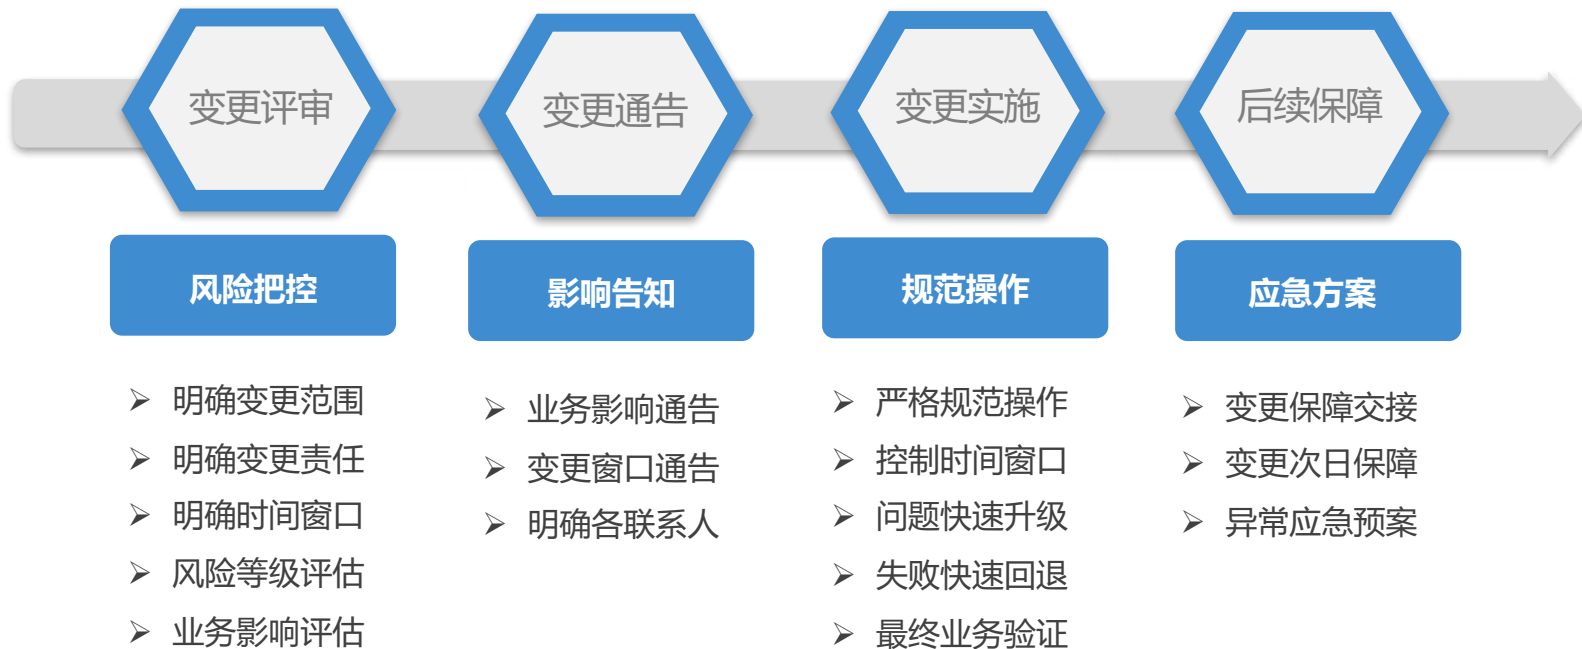 变更评审
变更通告
变更实施
后续保障
风险把控
影响告知
规范操作
应急方案
明确变更范围
明确变更责任
明确时间窗口
风险等级评估
业务影响评估
业务影响通告
变更窗口通告
明确各联系人
严格规范操作
控制时间窗口
问题快速升级
失败快速回退
最终业务验证
变更保障交接
变更次日保障
异常应急预案